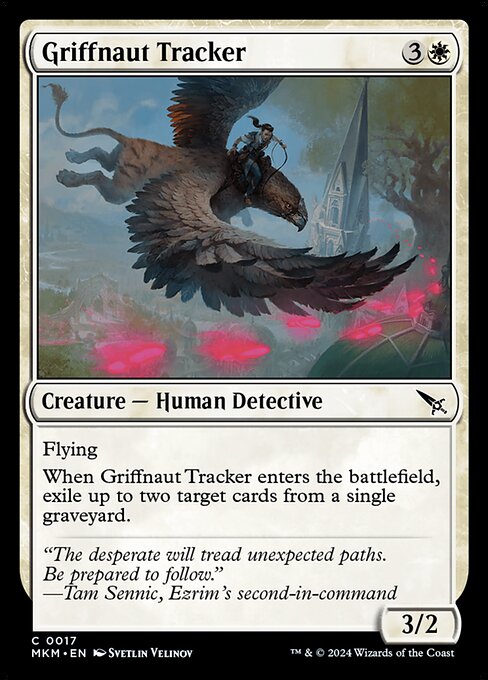 Griffnaut Tracker 3
Creature — Human Detective
Flying
When Griffnaut Tracker enters the battlefield,
exile up to two target cards from a single
graveyard.
“The desperate will tread unexpected paths.
Be prepared to follow.”
—Tam Sennic, Ezrim’s second-in-command
3/2
C 0017
MKM • EN Svetlin Velinov ™ & © 2024 Wizards of the Coast